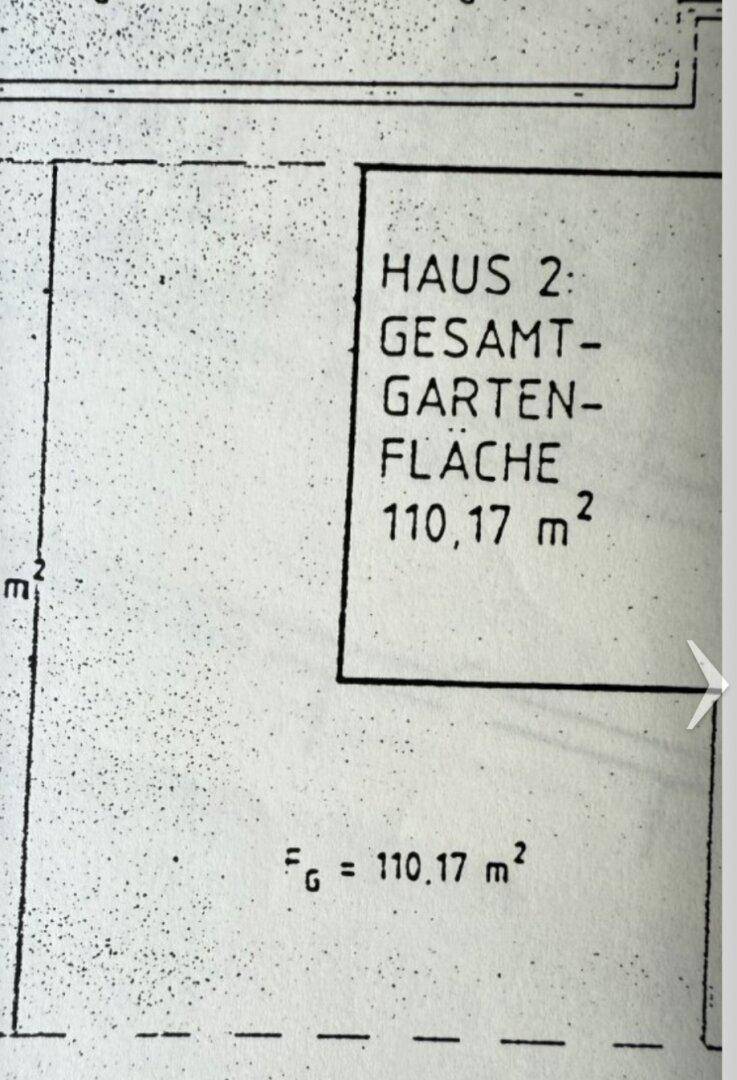 HAUS 2:
GESAMT-
GARTEN-
FLÄCHE
110,17 m²
m²
F_G = 110.17 m²